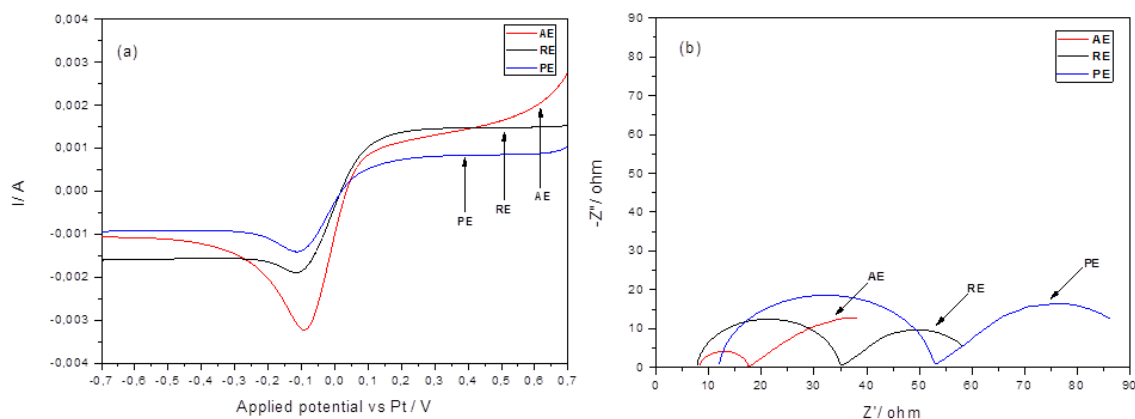 (a)
AE
RE
PE
0,004
0,003
0,002
0,001
0,000
-0,001
-0,002
-0,003
-0,004
I/ A
PE
RE
AE
-0,7 -0,6 -0,5 -0,4 -0,3 -0,2 -0,1 0,0 0,1 0,2 0,3 0,4 0,5 0,6 0,7
Applied potential vs Pt / V
(b)
AE
RE
PE
90
80
70
60
50
40
30
20
10
0
-Z"/ ohm
AE
RE
PE
0 10 20 30 40 50 60 70 80 90
Z'/ ohm